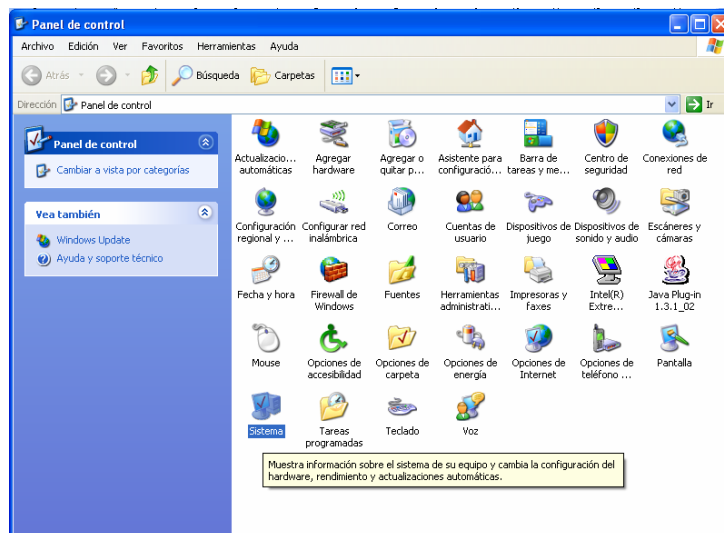 Panel de control
Archivo Edición Ver Favoritos Herramientas Ayuda
Atrás Búsqueda Carpetas
Dirección Panel de control Ir
Panel de control
Cambiar a vista por categorías
Vea también
Windows Update
Ayuda y soporte técnico
Actualizacio... automáticas
Agregar hardware
Agregar o quitar p...
Asistente para configuració...
Barra de tareas y me...
Centro de seguridad
Conexiones de red
Configuración regional y ...
Configurar red inalámbrica
Correo
Cuentas de usuario
Dispositivos de juego
Dispositivos de sonido y audio
Escáneres y cámaras
Fecha y hora
Firewall de Windows
Fuentes
Herramientas administrati...
Impresoras y faxes
Intel(R) Extre...
Java Plug-in 1.3.1_02
Mouse
Opciones de accesibilidad
Opciones de carpeta
Opciones de energía
Opciones de Internet
Opciones de teléfono ...
Pantalla
Sistema
Tareas programadas
Teclado
Voz
Muestra información sobre el sistema de su equipo y cambia la configuración del
hardware, rendimiento y actualizaciones automáticas.